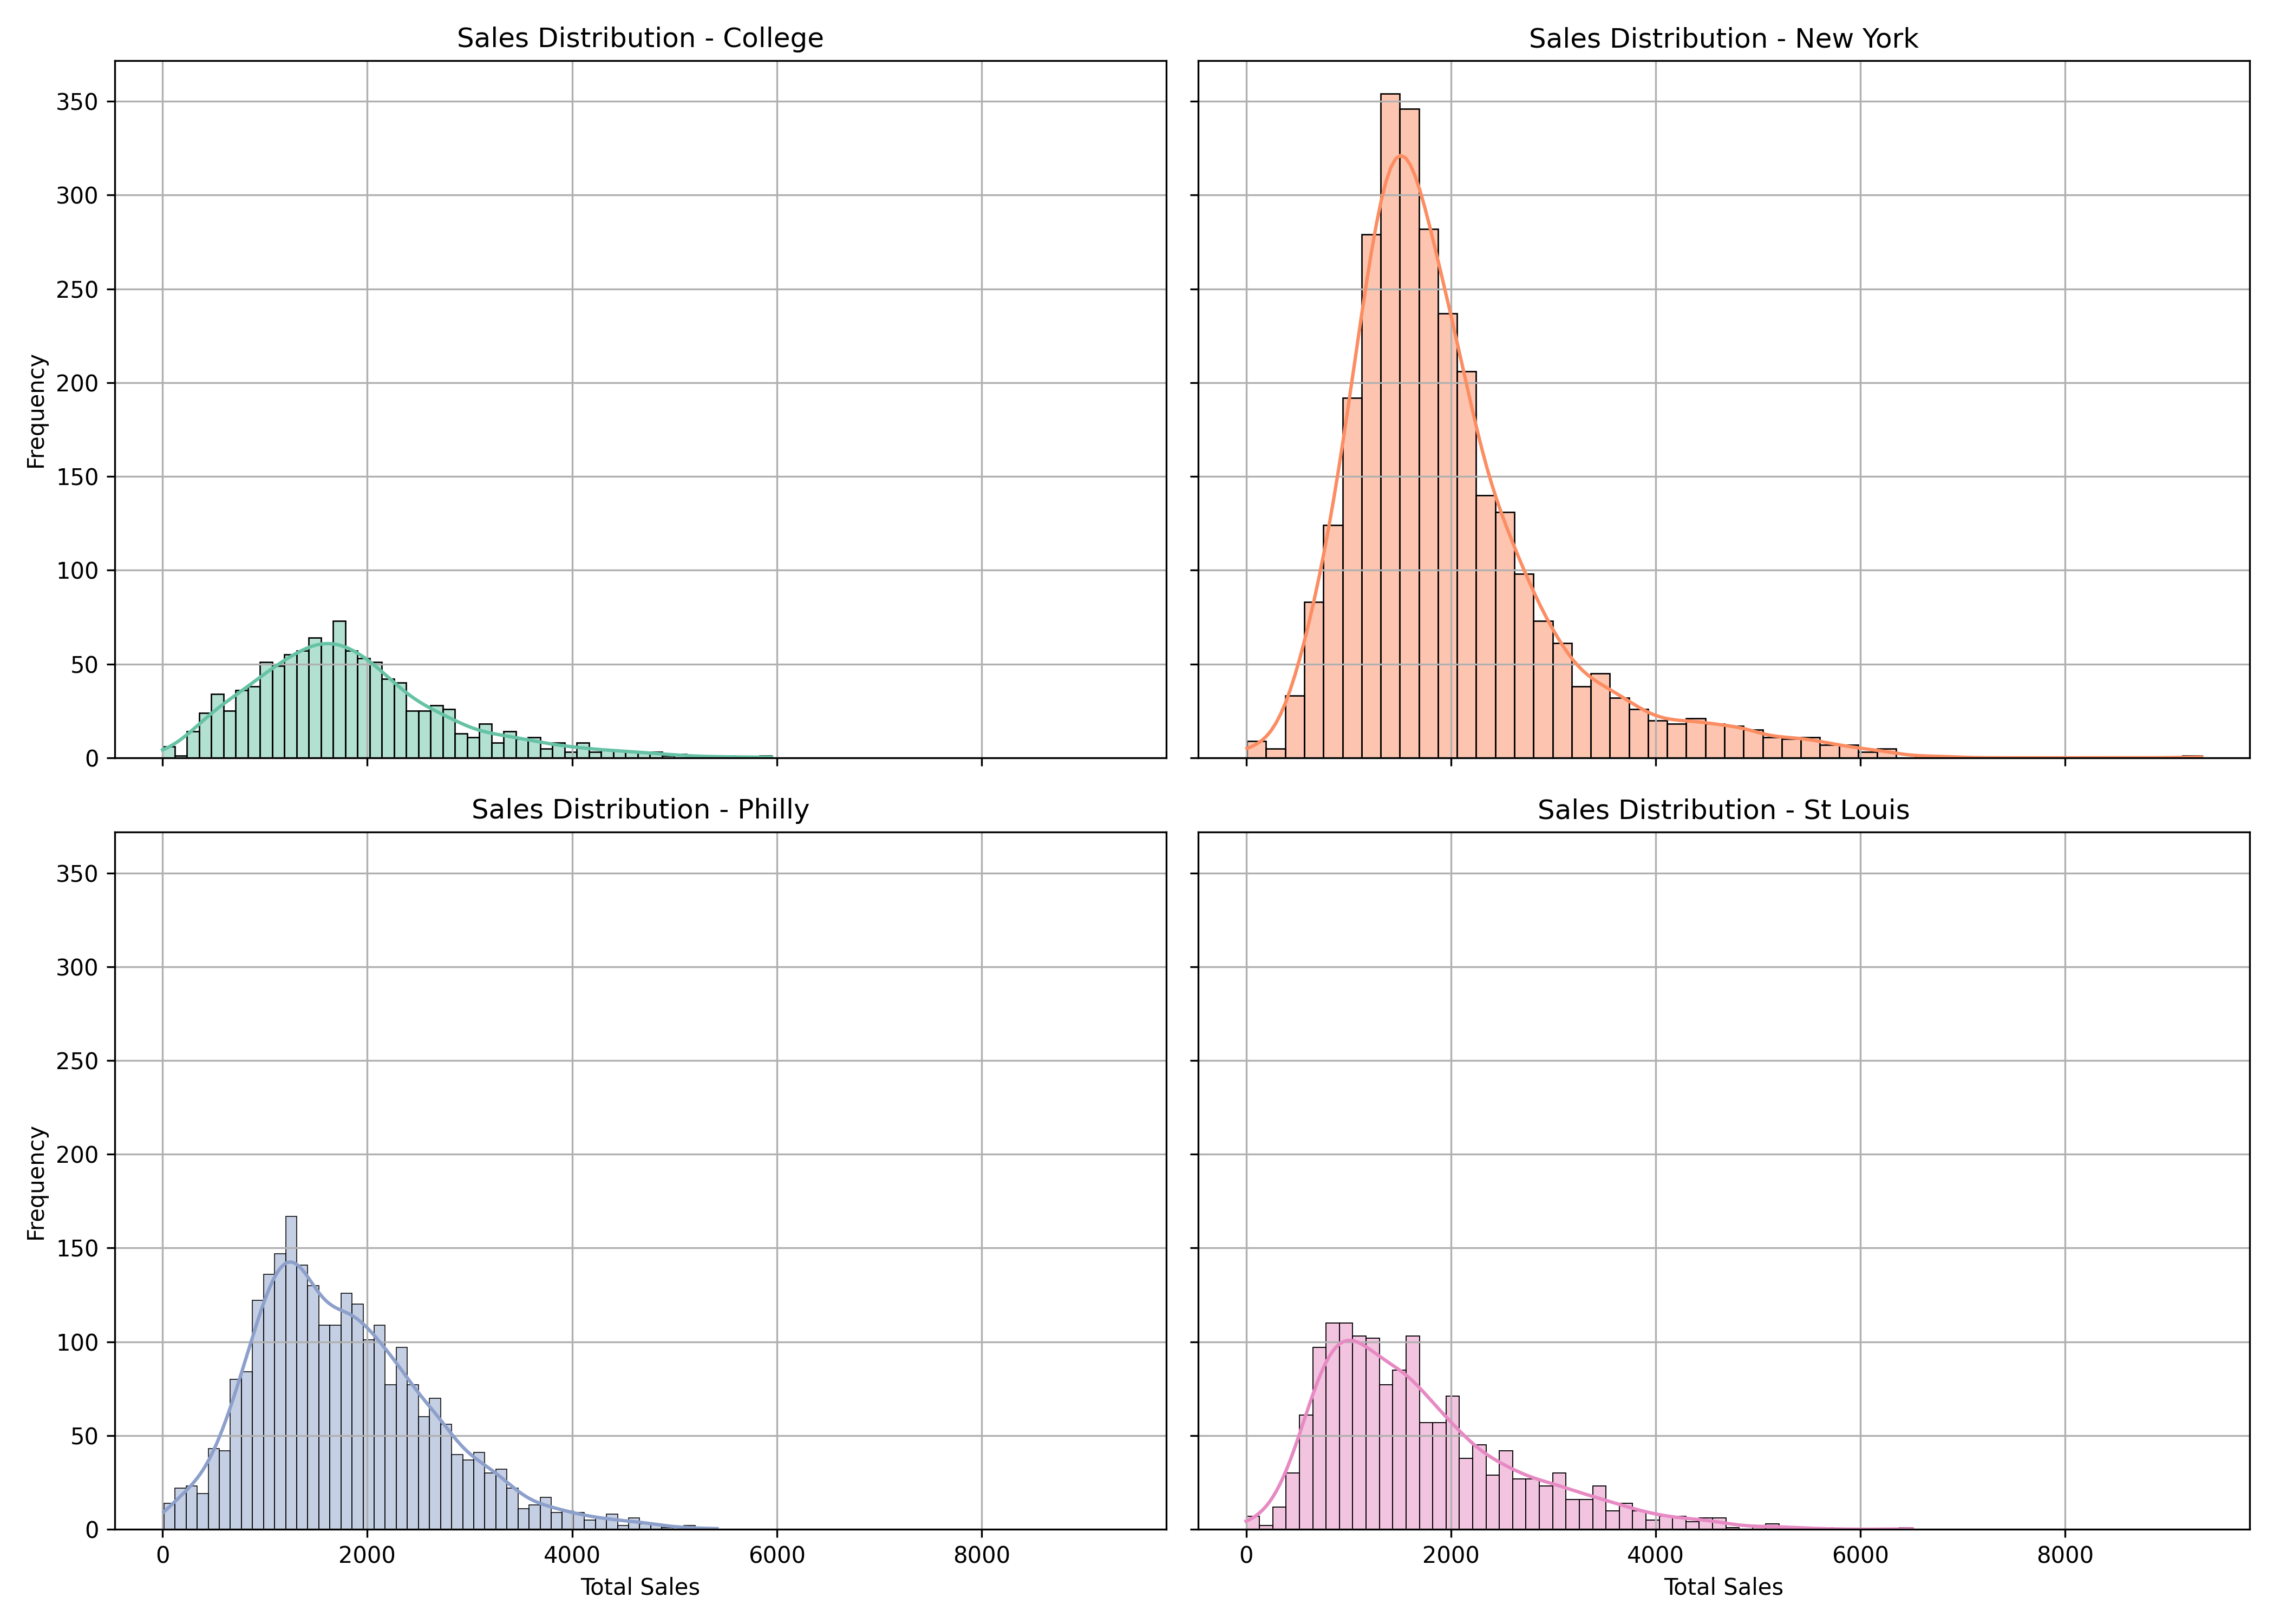 Sales Distribution - College
Sales Distribution - New York
350
300
250
200
150
100
50
0
Frequency
Sales Distribution - Philly
Sales Distribution - St Louis
350
300
250
200
150
100
50
0
Frequency
0 2000 4000 6000 8000
0 2000 4000 6000 8000
Total Sales
Total Sales